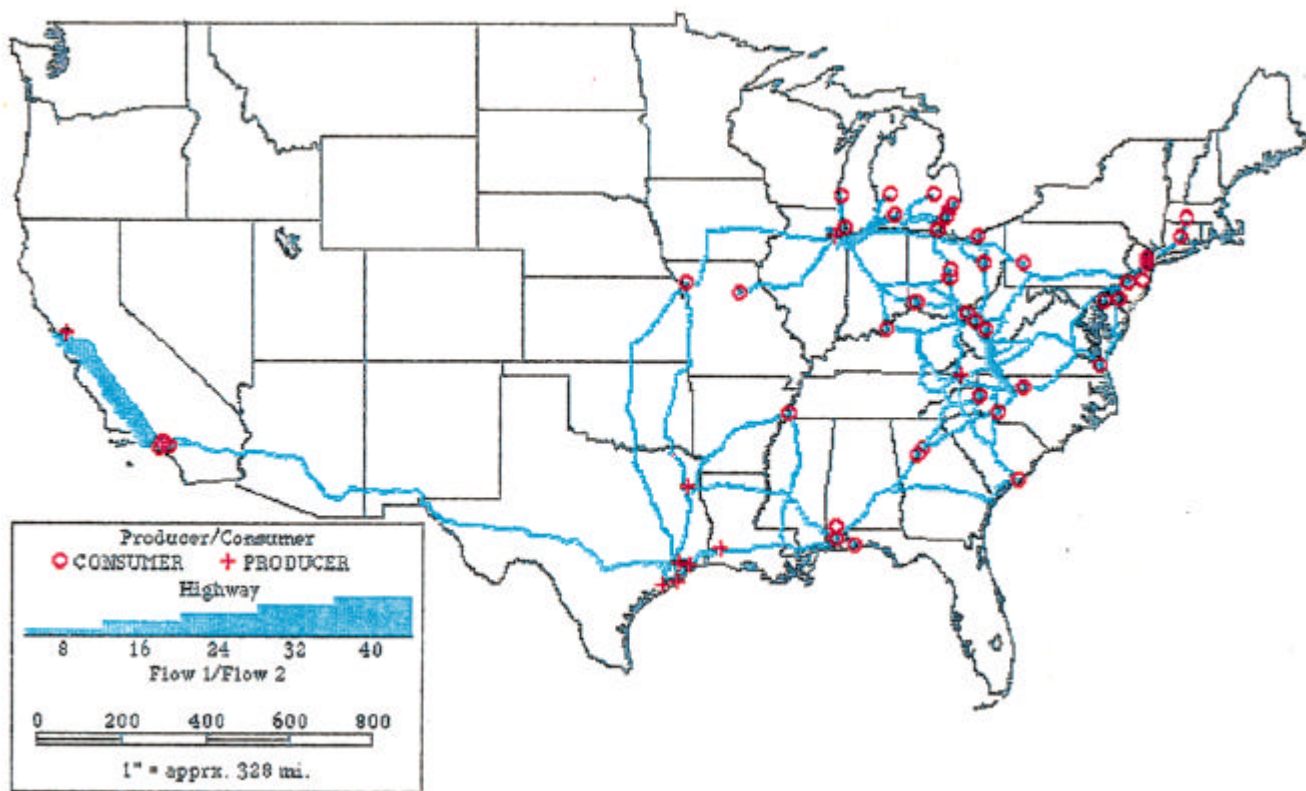 Producer/Consumer
CONSUMER PRODUCER
Highway
8 16 24 32 40
Flow 1/Flow 2
0 200 400 600 800
1" = apprx. 328 mi.